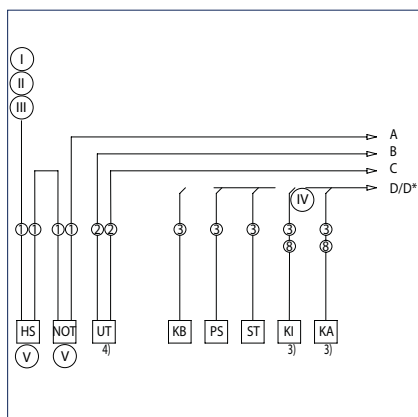 I
II
III
A
B
C
D/D*
IV
1 1 1 1 2 2 3 3 3 3 3
8 8
HS NOT UT KB PS ST KI KA
V V 4) 3) 3)